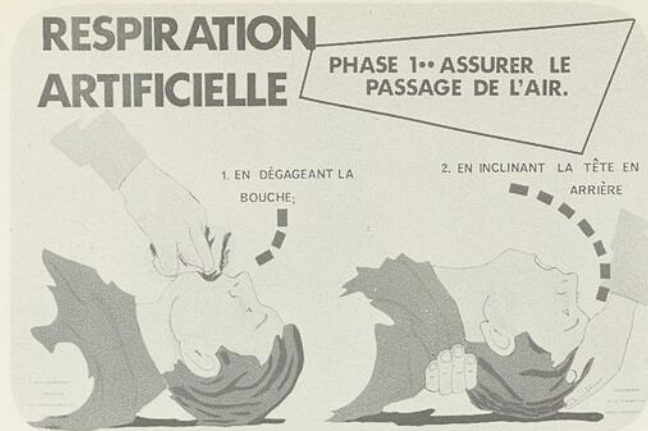 RESPIRATION
ARTIFICIELLE
PHASE 1•• ASSURER LE
PASSAGE DE L'AIR.
1. EN DÉGAGEANT LA
BOUCHE;
2. EN INCLINANT LA TÊTE EN
ARRIÈRE